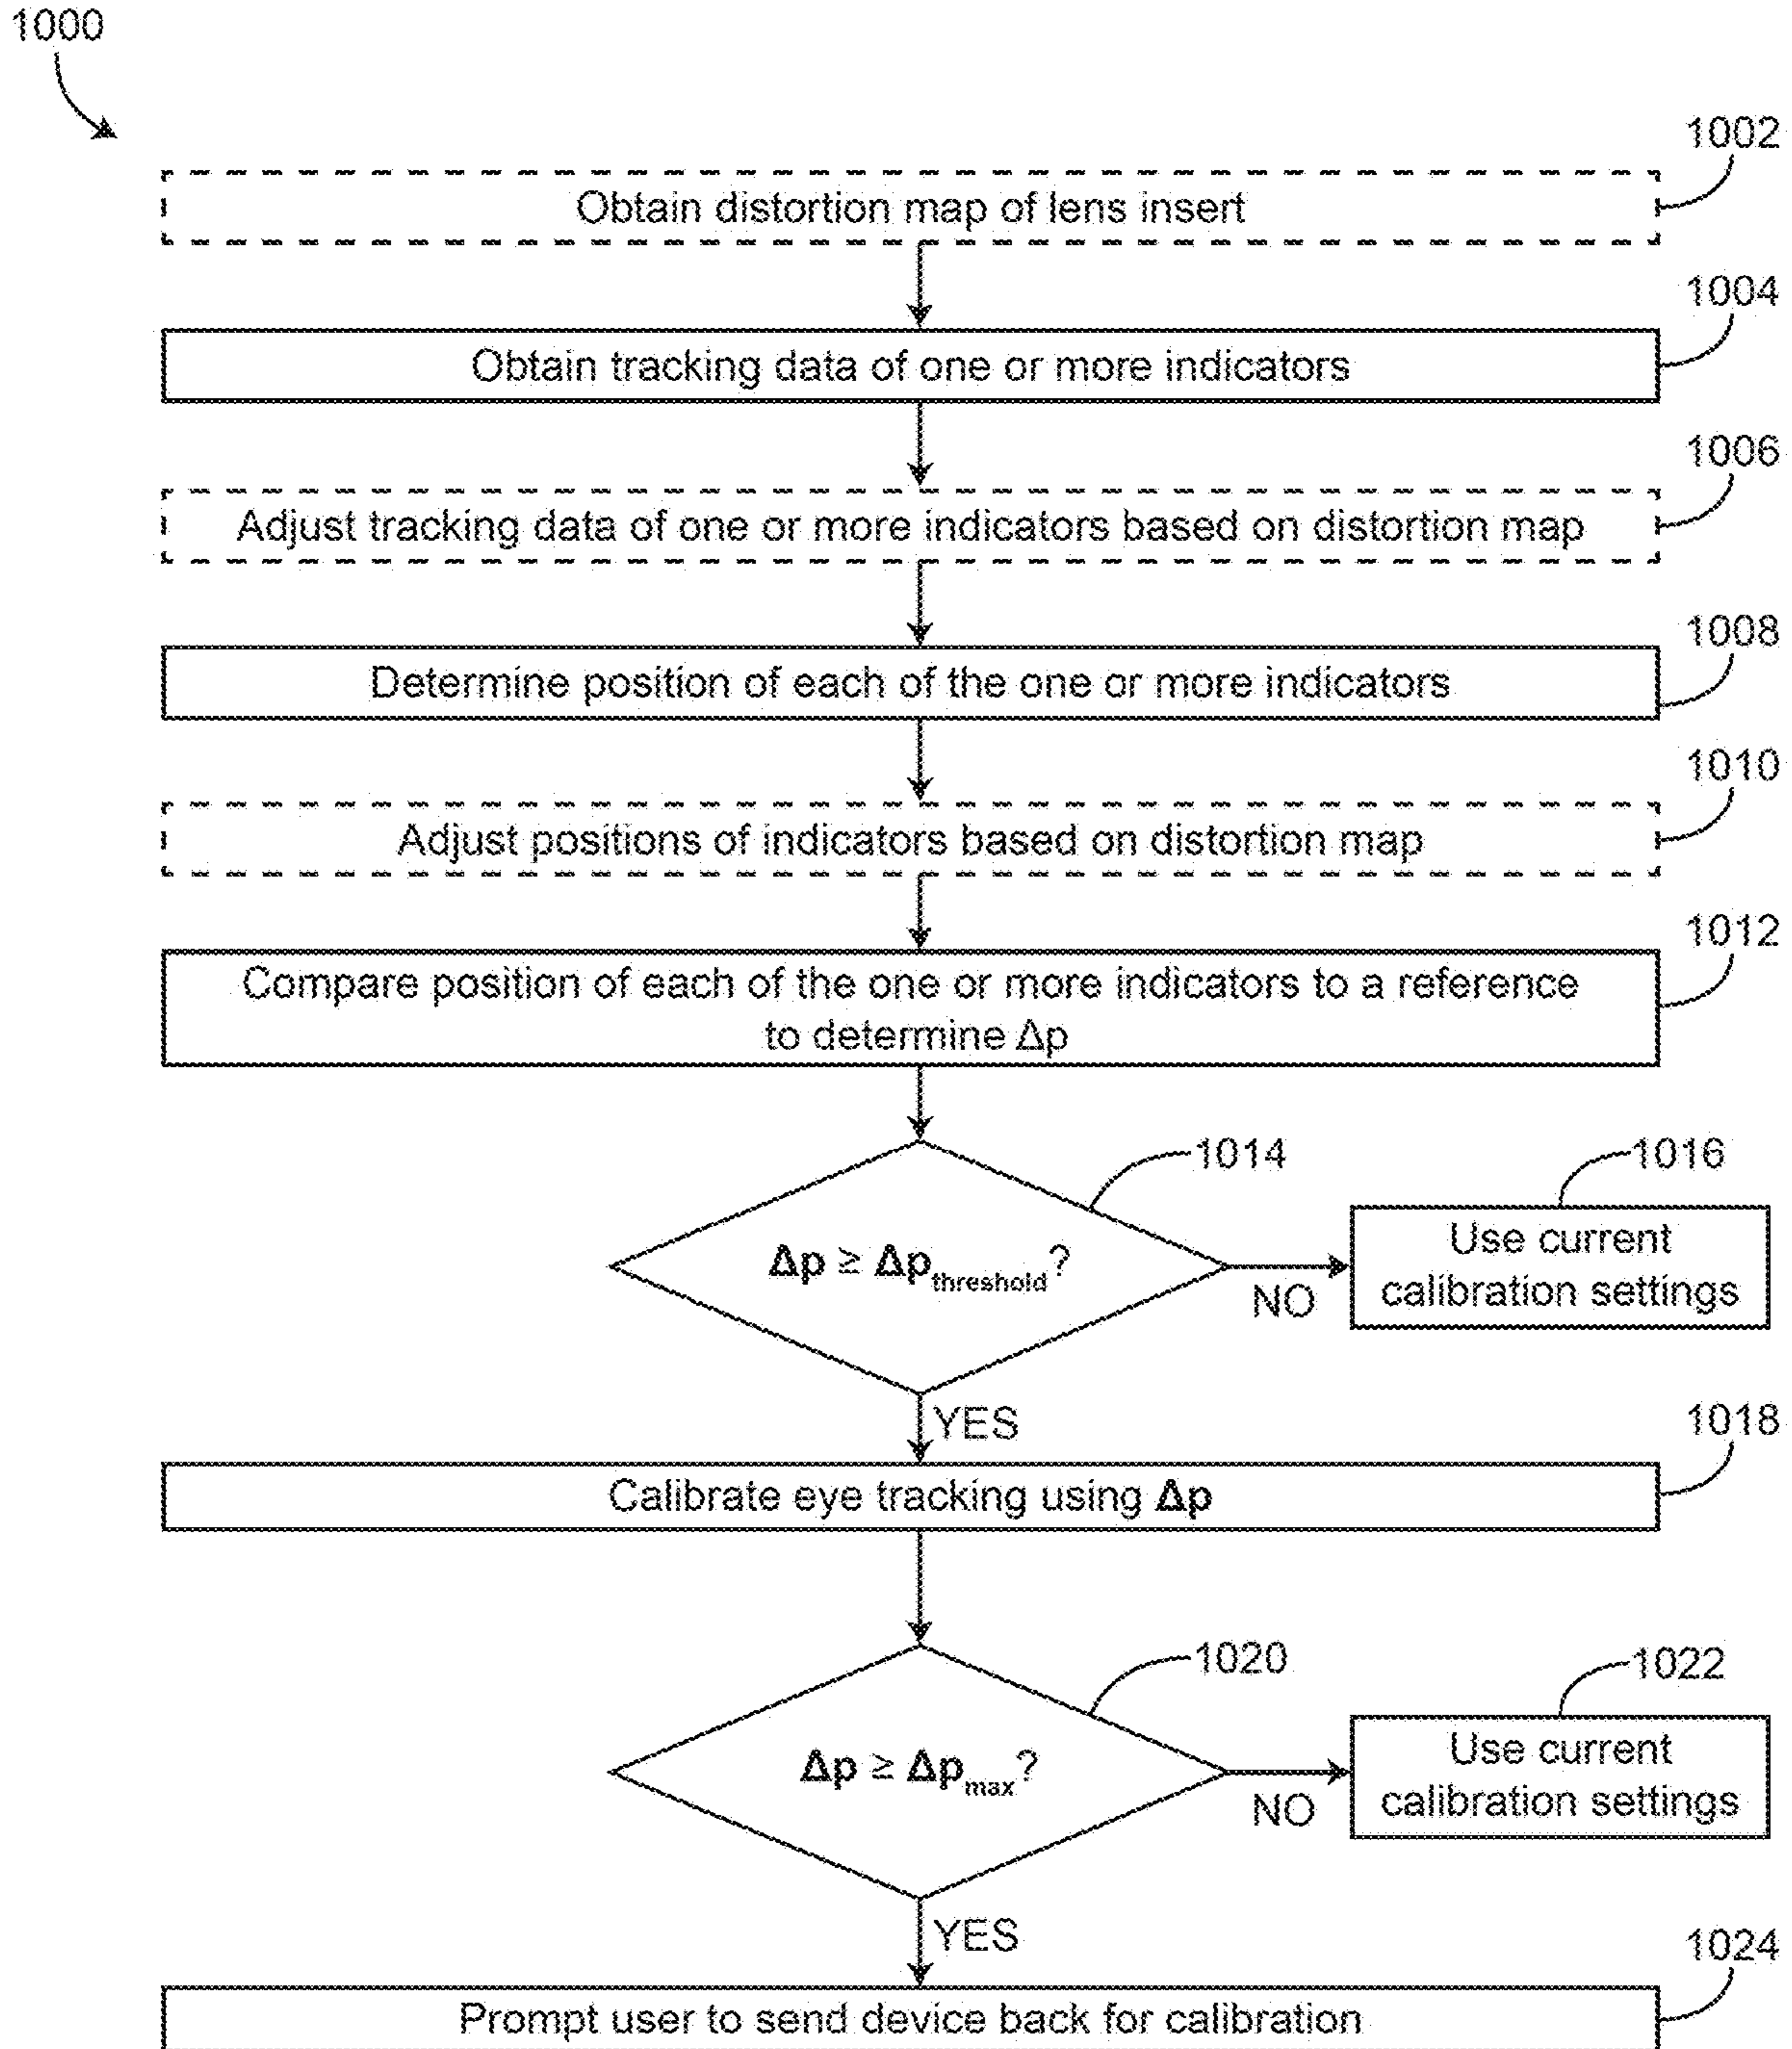 1000
1002
Obtain distortion map of lens insert
1004
Obtain tracking data of one or more indicators
1006
Adjust tracking data of one or more indicators based on distortion map
1008
Determine position of each of the one or more indicators
1010
Adjust positions of indicators based on distortion map
1012
Compare position of each of the one or more indicators to a reference
to determine Δp
1014
1016
Δp ≥ Δpthreshold?
NO
Use current
calibration settings
YES
1018
Calibrate eye tracking using Δp
1020
1022
Δp ≥ Δpmax?
NO
Use current
calibration settings
YES
1024
Prompt user to send device back for calibration